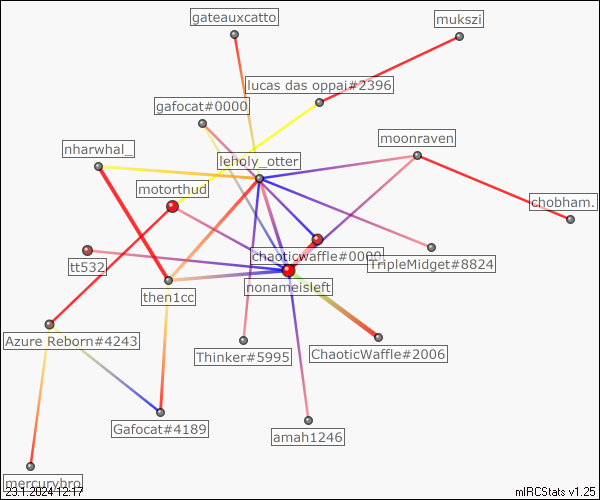 gateauxcatto
mukszi
lucas das oppai#2396
gafocat#0000
moonraven
nharwhal_
leholy_otter
motorthud
chobham.
chaoticwaffle#0000
TripleMidget#8824
tt532
nonameisleft
then1cc
Azure Reborn#4243
Thinker#5995
ChaoticWaffle#2006
Gafocat#4189
amah1246
mercurybro
23.1.2024 12:17
mIRCStats v1.25